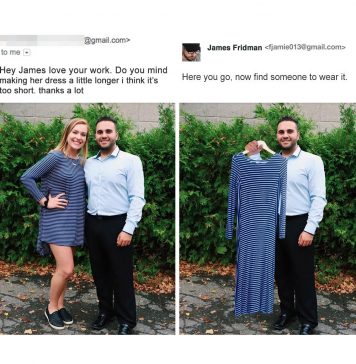 @gmail.com>
to me
Hey James love your work. Do you mind
making her dress a little longer i think it's
too short. thanks a lot
James Fridman <fjamie013@gmail.com>
Here you go, now find someone to wear it.